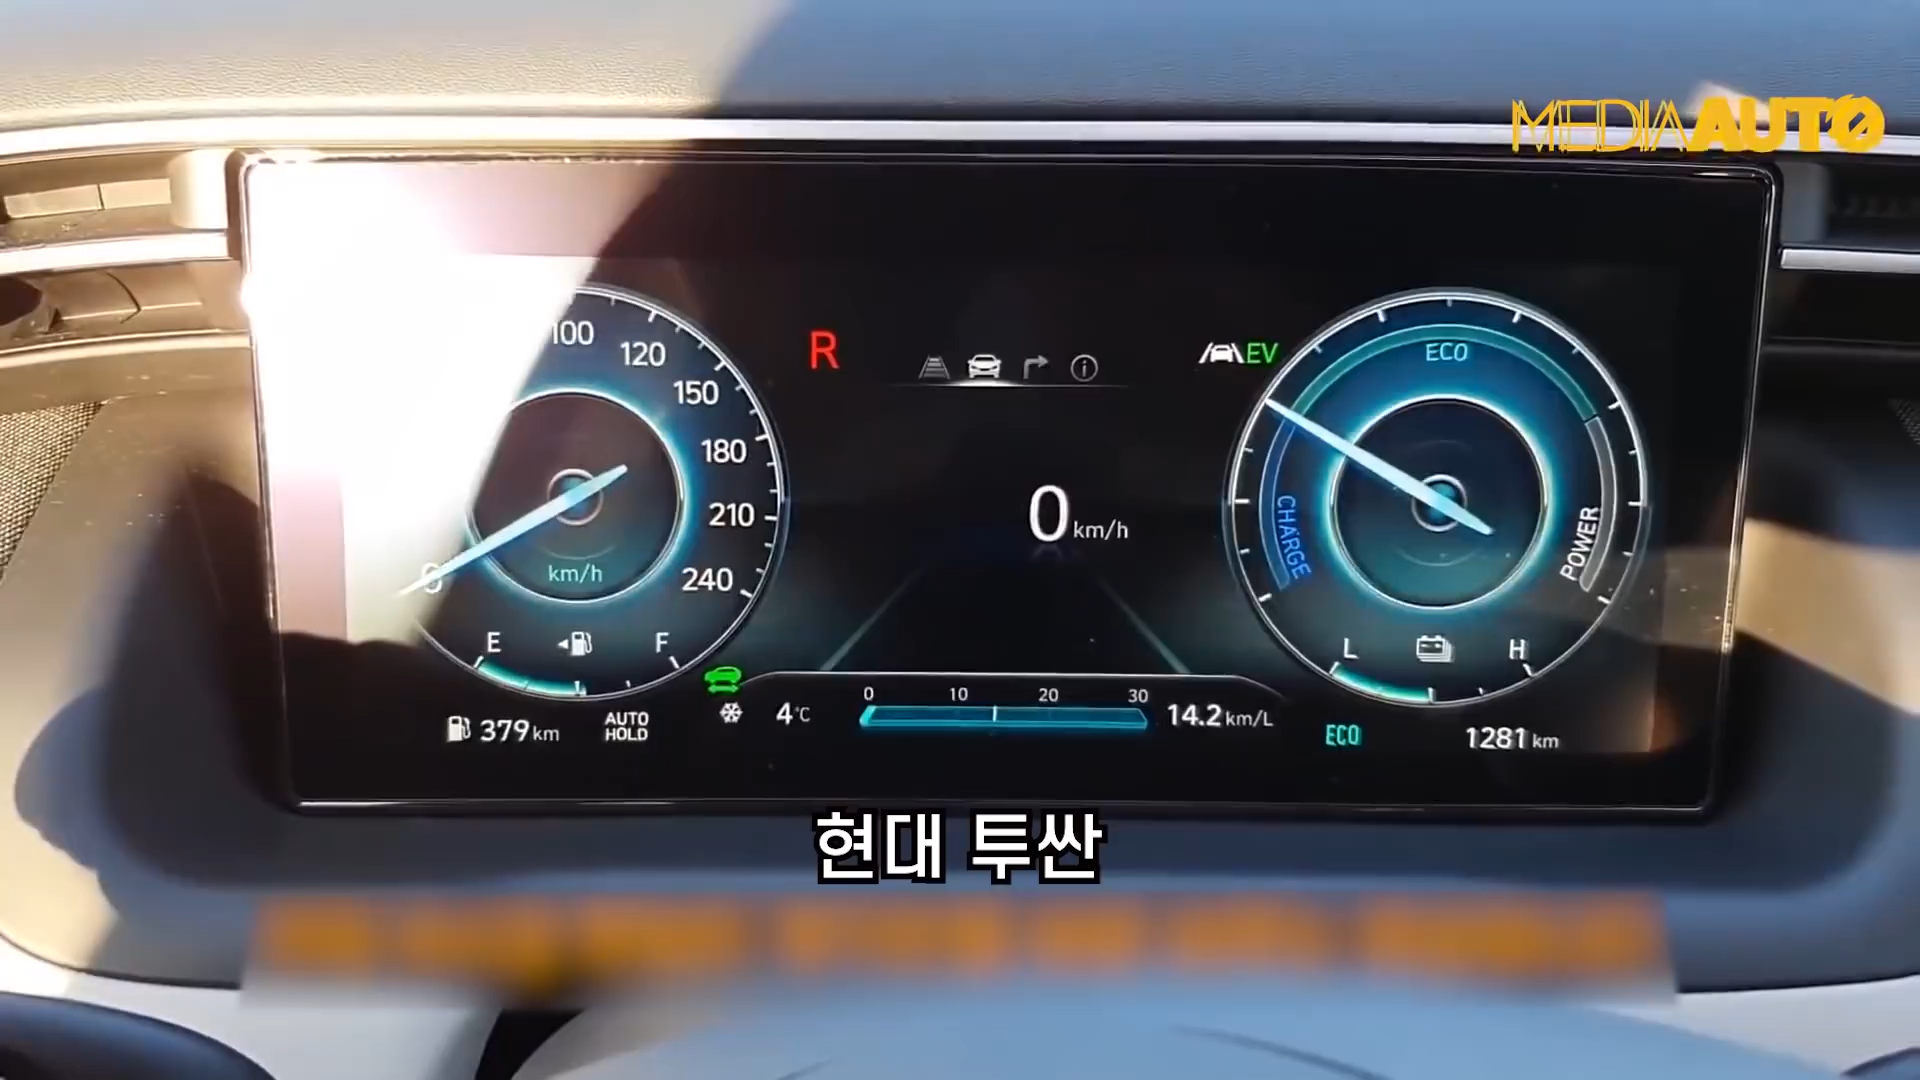 MEDIAAUTO
100
120
150
180
210
240
0
km/h
E
F
R
0 km/h
EV
ECO
CHARGE
POWER
L
H
379 km
AUTO HOLD
4°C
0 10 20 30
14.2 km/L
ECO
1281 km
현대 투싼